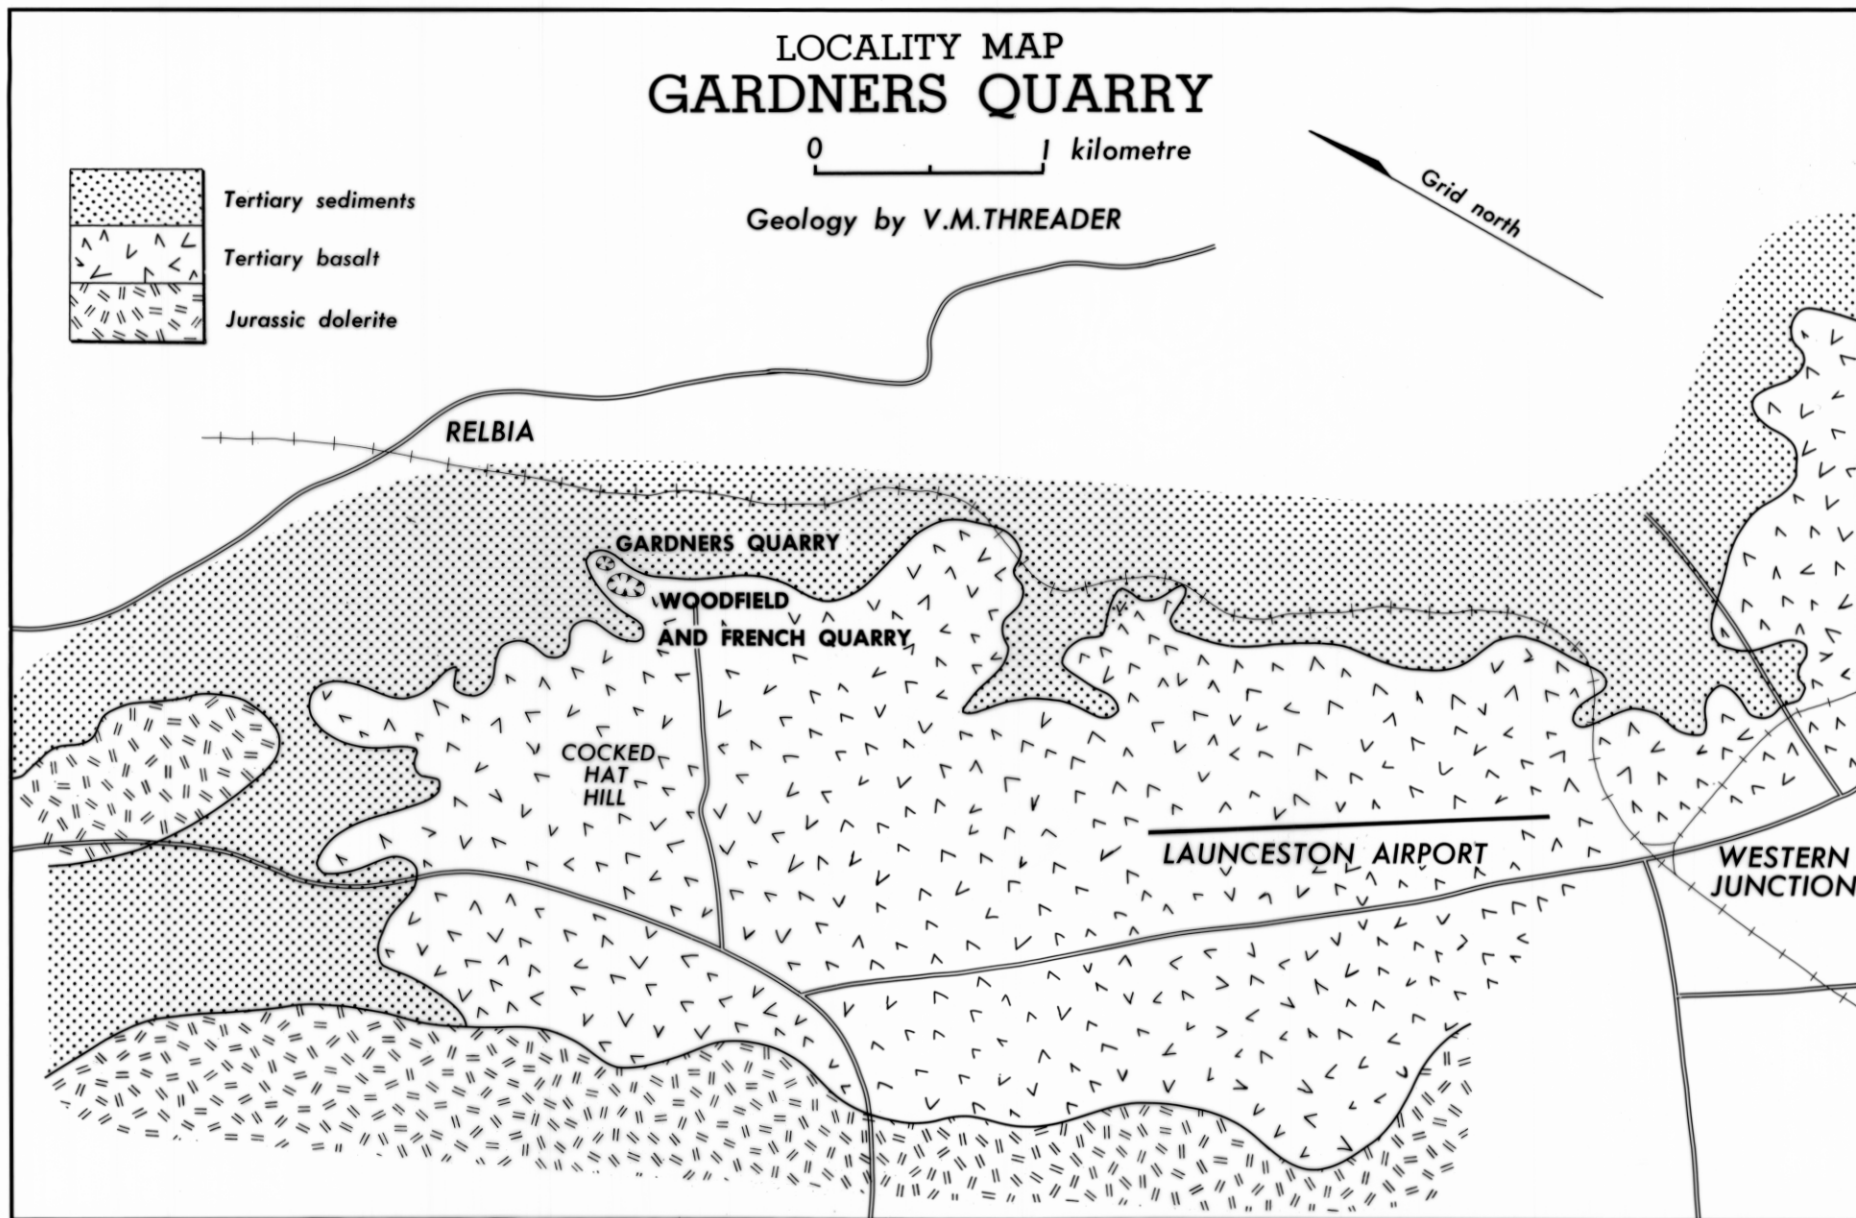 LOCALITY MAP
GARDNERS QUARRY
0 1 kilometre
Geology by V.M.THREADER
Grid north
Tertiary sediments
Tertiary basalt
Jurassic dolerite
RELBIA
GARDNERS QUARRY
WOODFIELD
AND FRENCH QUARRY
COCKED
HAT
HILL
LAUNCESTON AIRPORT
WESTERN
JUNCTION